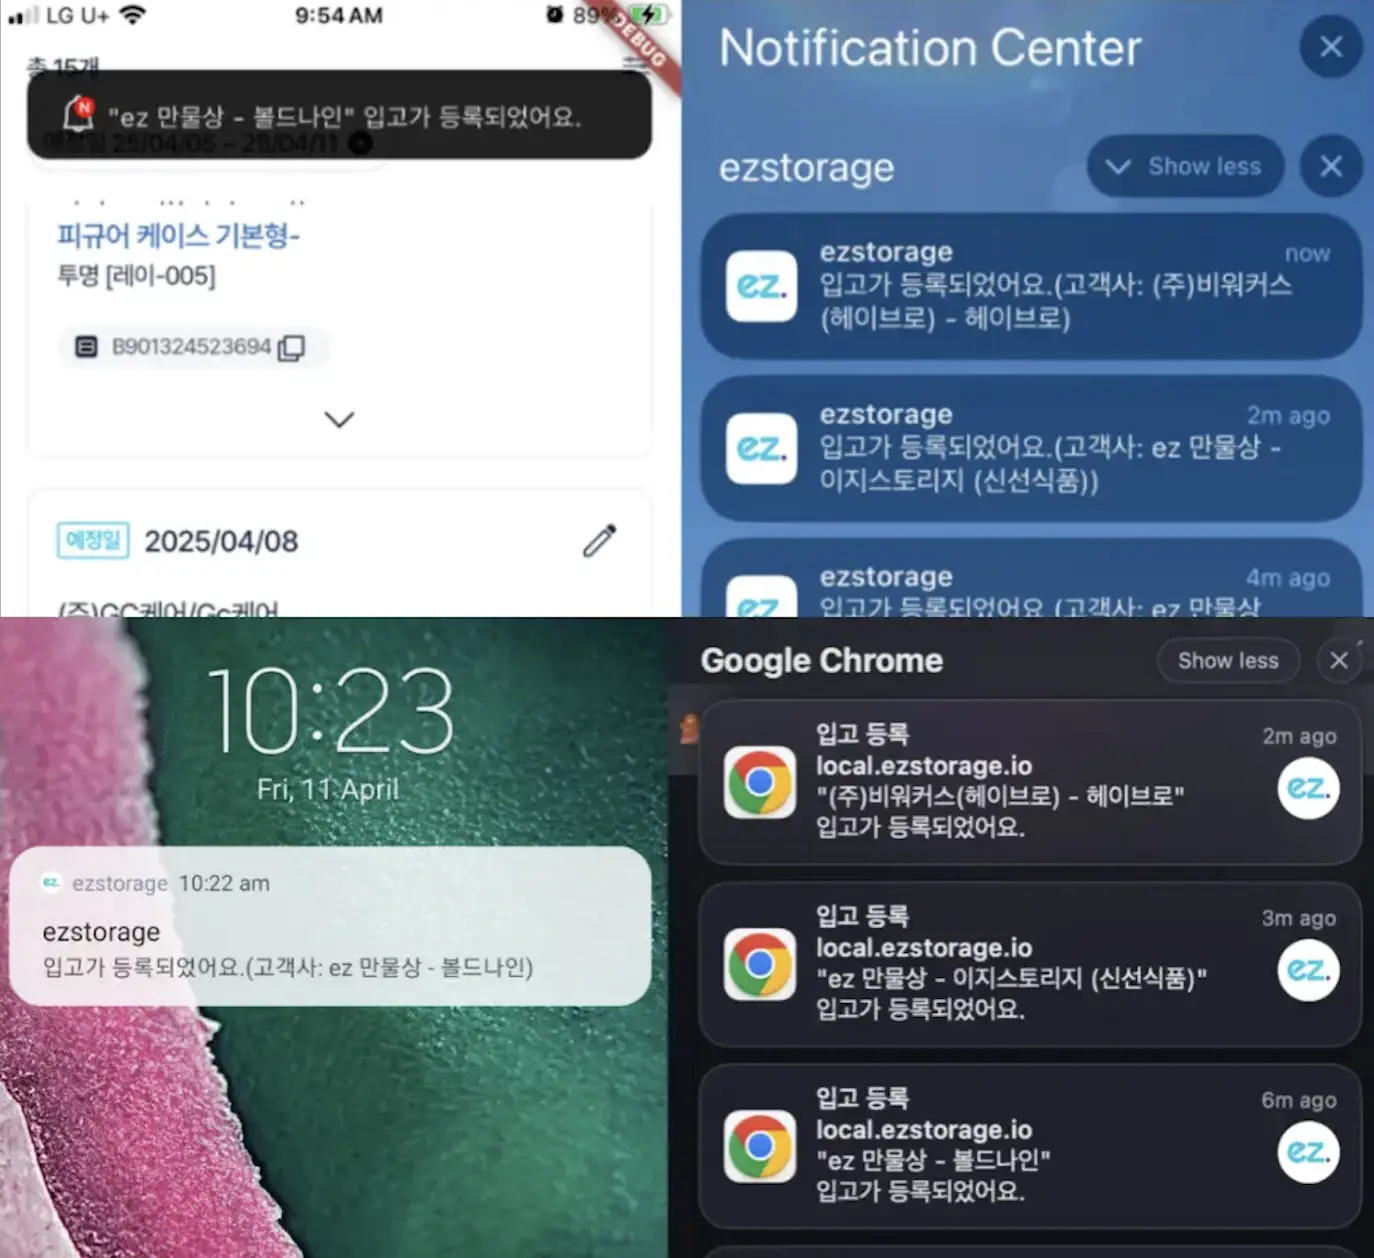 LG U+
9:54 AM
89%
DEBUG
총 15개
N
"ez 만물상 - 볼드나인" 입고가 등록되었어요.
예정일 25/04/05 - 25/04/11
피규어 케이스 기본형-
투명 [레이-005]
B901324523694
예정일
2025/04/08
(주)GC케어/Gc케어
Notification Center
ezstorage
Show less
ez.
ezstorage
now
입고가 등록되었어요.(고객사: (주)비워커스
(헤이브로) - 헤이브로)
ez.
ezstorage
2m ago
입고가 등록되었어요.(고객사: ez 만물상 -
이지스토리지 (신선식품))
ez
ezstorage
4m ago
입고가 등록되었어요.(고객사: ez 만물상
10:23
Fri, 11 April
ez.
ezstorage 10:22 am
ezstorage
입고가 등록되었어요.(고객사: ez 만물상 - 볼드나인)
Google Chrome
Show less
입고 등록
2m ago
local.ezstorage.io
"(주)비워커스(헤이브로) - 헤이브로"
입고가 등록되었어요.
ez.
입고 등록
3m ago
local.ezstorage.io
"ez 만물상 - 이지스토리지 (신선식품)"
입고가 등록되었어요.
ez.
입고 등록
6m ago
local.ezstorage.io
"ez 만물상 - 볼드나인"
입고가 등록되었어요.
ez.